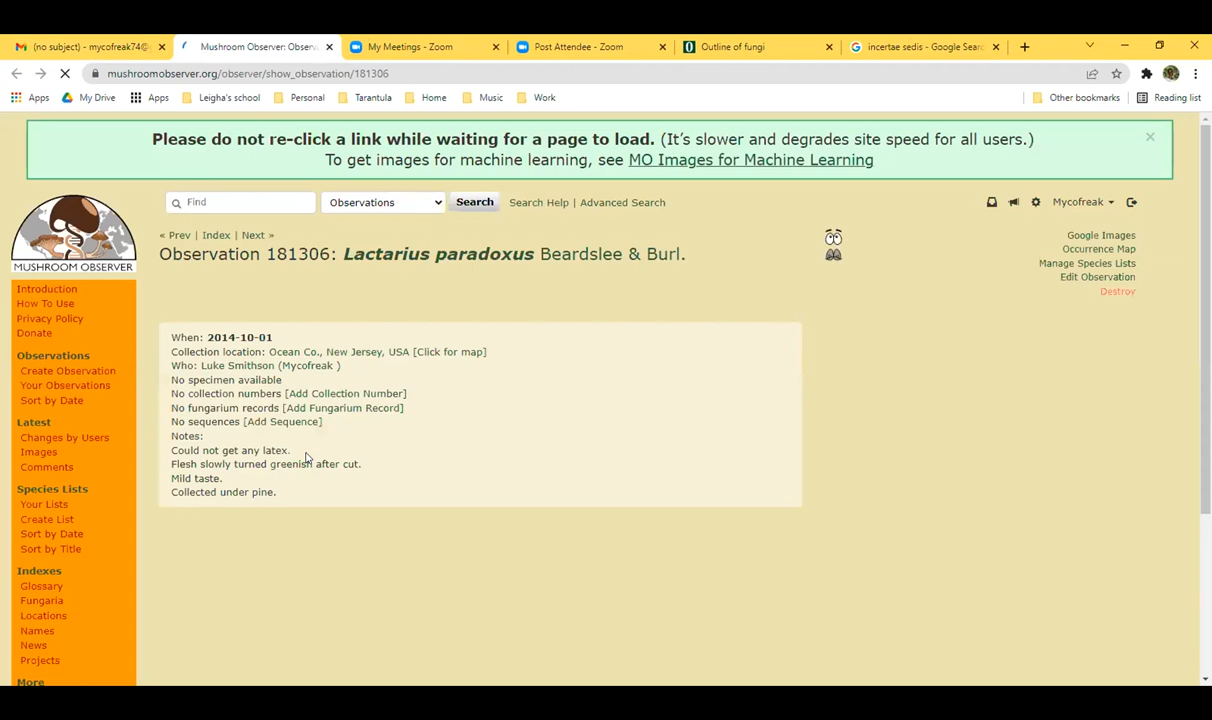 (no subject) - mycofreak74@
Mushroom Observer: Observa
My Meetings - Zoom
Post Attendee - Zoom
Outline of fungi
incertae sedis - Google Sear
mushroomobserver.org/observer/show_observation/181306
Apps
My Drive
Apps
Leigha's school
Personal
Tarantula
Home
Music
Work
Other bookmarks
Reading list
Please do not re-click a link while waiting for a page to load. (It's slower and degrades site speed for all users.)
To get images for machine learning, see MO Images for Machine Learning
MUSHROOM OBSERVER
Find
Observations
Search
Search Help | Advanced Search
Mycofreak
« Prev | Index | Next »
Observation 181306: Lactarius paradoxus Beardslee & Burl.
Google Images
Occurrence Map
Manage Species Lists
Edit Observation
Destroy
When: 2014-10-01
Collection location: Ocean Co., New Jersey, USA [Click for map]
Who: Luke Smithson (Mycofreak )
No specimen available
No collection numbers [Add Collection Number]
No fungarium records [Add Fungarium Record]
No sequences [Add Sequence]
Notes:
Could not get any latex.
Flesh slowly turned greenish after cut.
Mild taste.
Collected under pine.
Introduction
How To Use
Privacy Policy
Donate
Observations
Create Observation
Your Observations
Sort by Date
Latest
Changes by Users
Images
Comments
Species Lists
Your Lists
Create List
Sort by Date
Sort by Title
Indexes
Glossary
Fungaria
Locations
Names
News
Projects
More